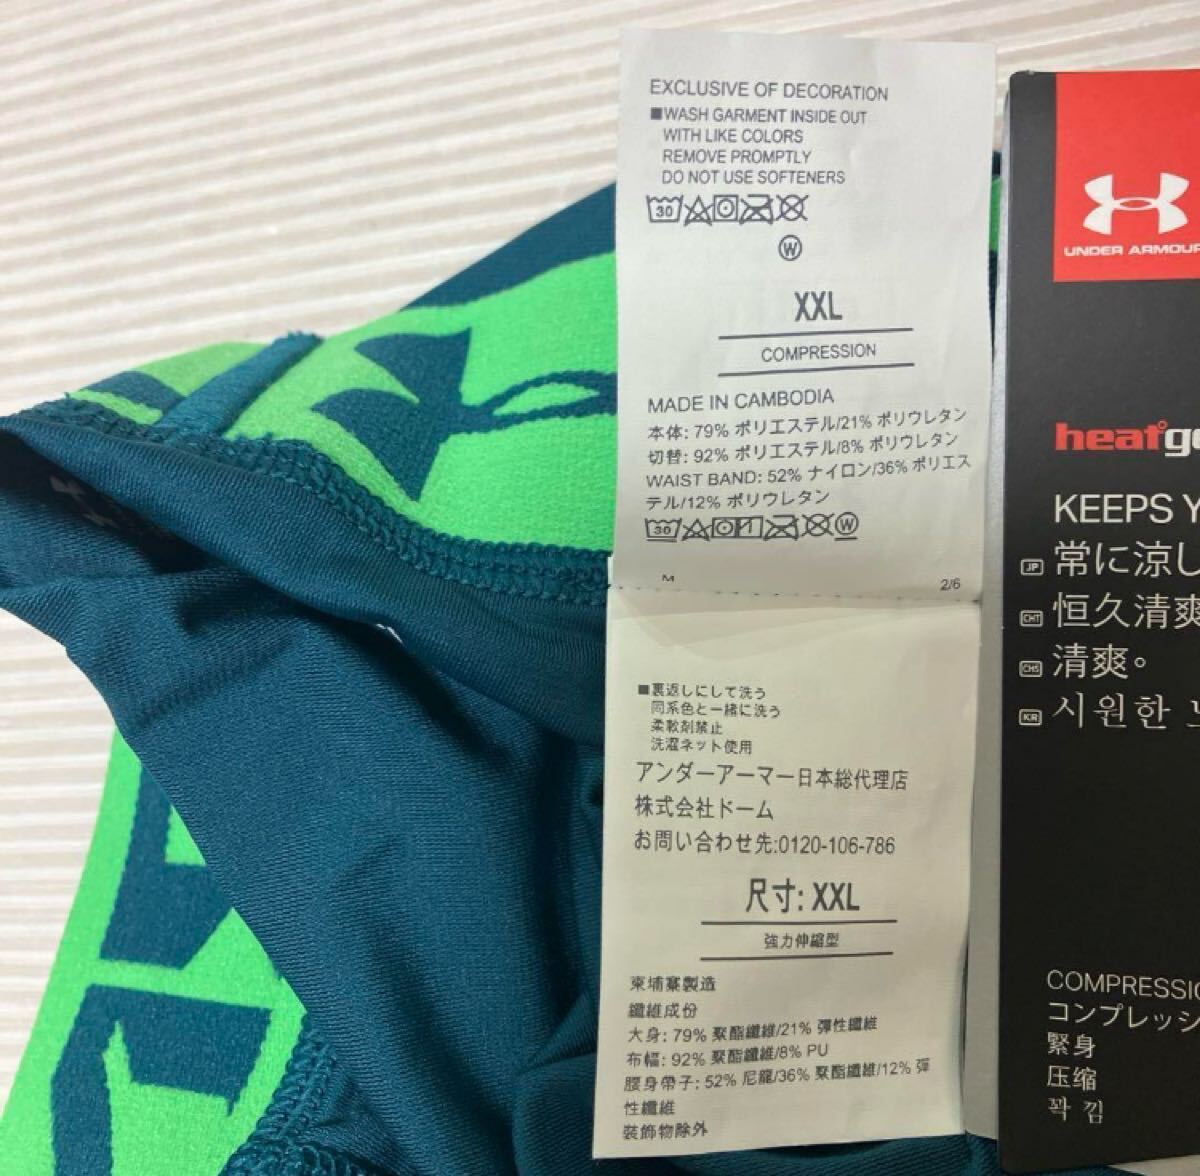 EXCLUSIVE OF DECORATION
■WASH GARMENT INSIDE OUT
WITH LIKE COLORS
REMOVE PROMPTLY
DO NOT USE SOFTENERS
30
W
XXL
COMPRESSION
MADE IN CAMBODIA
本体: 79% ポリエステル/21% ポリウレタン
切替: 92% ポリエステル/8% ポリウレタン
WAIST BAND: 52% ナイロン/36% ポリエス
テル/12% ポリウレタン
30
W
M
2/6
■裏返しにして洗う
同系色と一緒に洗う
柔軟剤禁止
洗濯ネット使用
アンダーアーマー日本総代理店
株式会社ドーム
お問い合わせ先:0120-106-786
尺寸: XXL
強力伸縮型
柬埔寨製造
纖維成份
大身: 79% 聚酯纖維/21% 彈性纖維
布幅: 92% 聚酯纖維/8% PU
腰身帶子: 52% 尼龍/36% 聚酯纖維/12% 彈
性纖維
裝飾物除外
UNDER ARMOUR
heatge
KEEPS Y
JP 常に涼し
CHT 恒久清爽
CHS 清爽。
KR 시원한
COMPRESSIO
コンプレッシ
緊身
压缩
꽉 낌